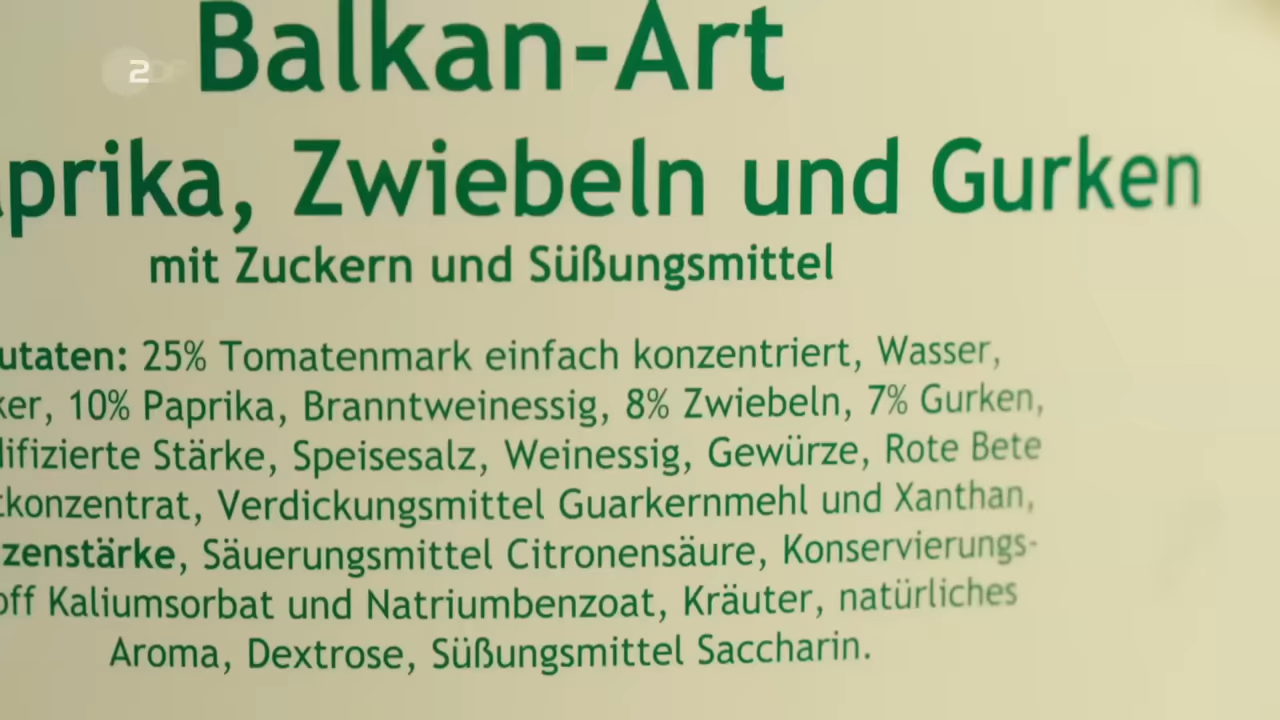 2DF
Balkan-Art
aprika, Zwiebeln und Gurken
mit Zuckern und Süßungsmittel
utaten: 25% Tomatenmark einfach konzentriert, Wasser,
ker, 10% Paprika, Branntweinessig, 8% Zwiebeln, 7% Gurken,
difizierte Stärke, Speisesalz, Weinessig, Gewürze, Rote Bete
tkonzentrat, Verdickungsmittel Guarkernmehl und Xanthan,
zenstärke, Säuerungsmittel Citronensäure, Konservierungs-
off Kaliumsorbat und Natriumbenzoat, Kräuter, natürliches
Aroma, Dextrose, Süßungsmittel Saccharin.